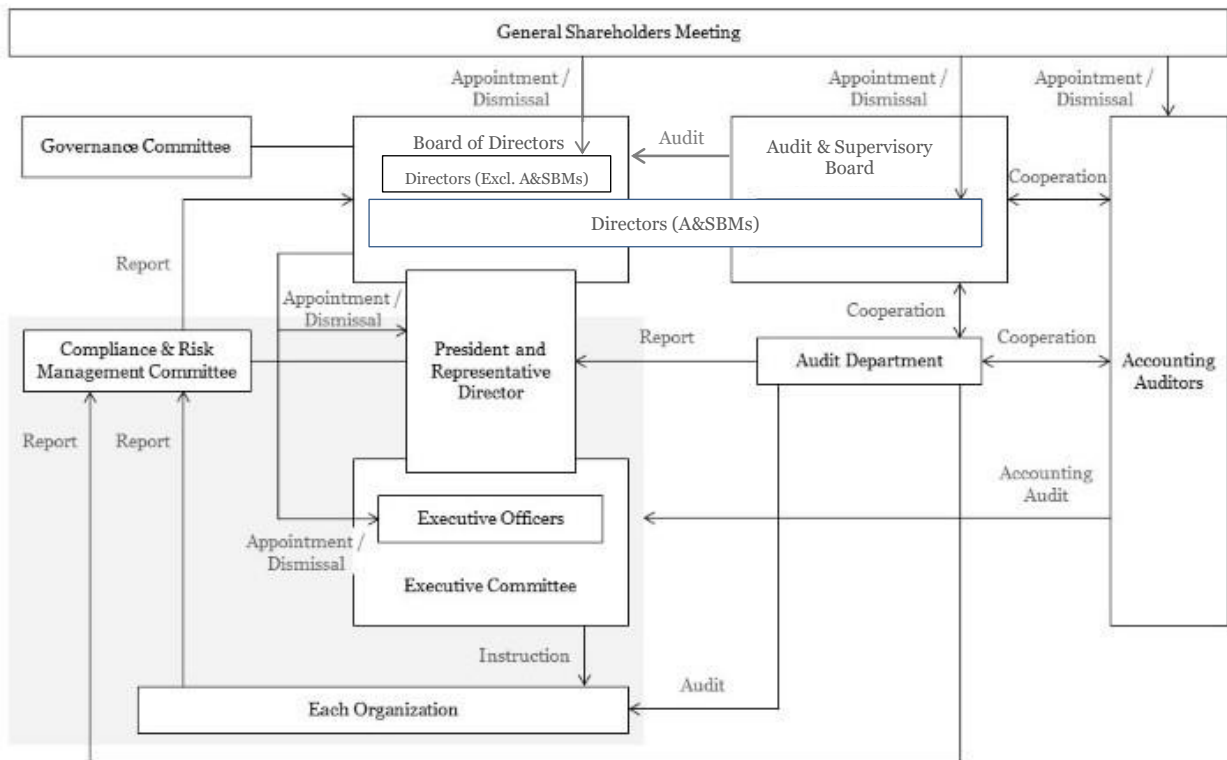 General Shareholders Meeting
Appointment /
Dismissal
Appointment /
Dismissal
Appointment /
Dismissal
Governance Committee
Board of Directors
Directors (Excl. A&SBMs)
Audit
Audit & Supervisory
Board
Cooperation
Directors (A&SBMs)
Report
Appointment /
Dismissal
Cooperation
Compliance & Risk
Management Committee
President and
Representative
Director
Report
Audit Department
Cooperation
Accounting
Auditors
Report
Report
Accounting
Audit
Executive Officers
Appointment /
Dismissal
Executive Committee
Instruction
Audit
Each Organization